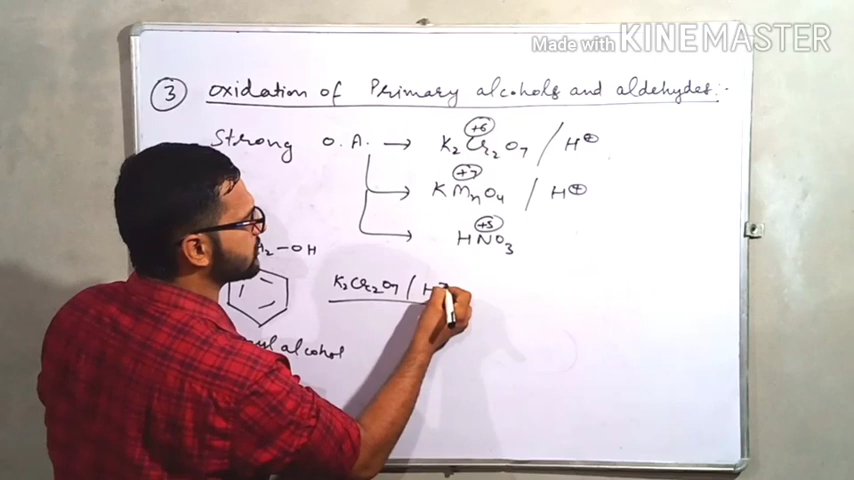 Made with KINEMASTER
③ Oxidation of Primary alcohols and aldehydes:-
Strong O.A. → K₂Cr₂O₇ / H⊕
+6
→ KMnO₄ / H⊕
+7
→ HNO₃
+5
₂-OH
K₂Cr₂O₇ / H
alcohol